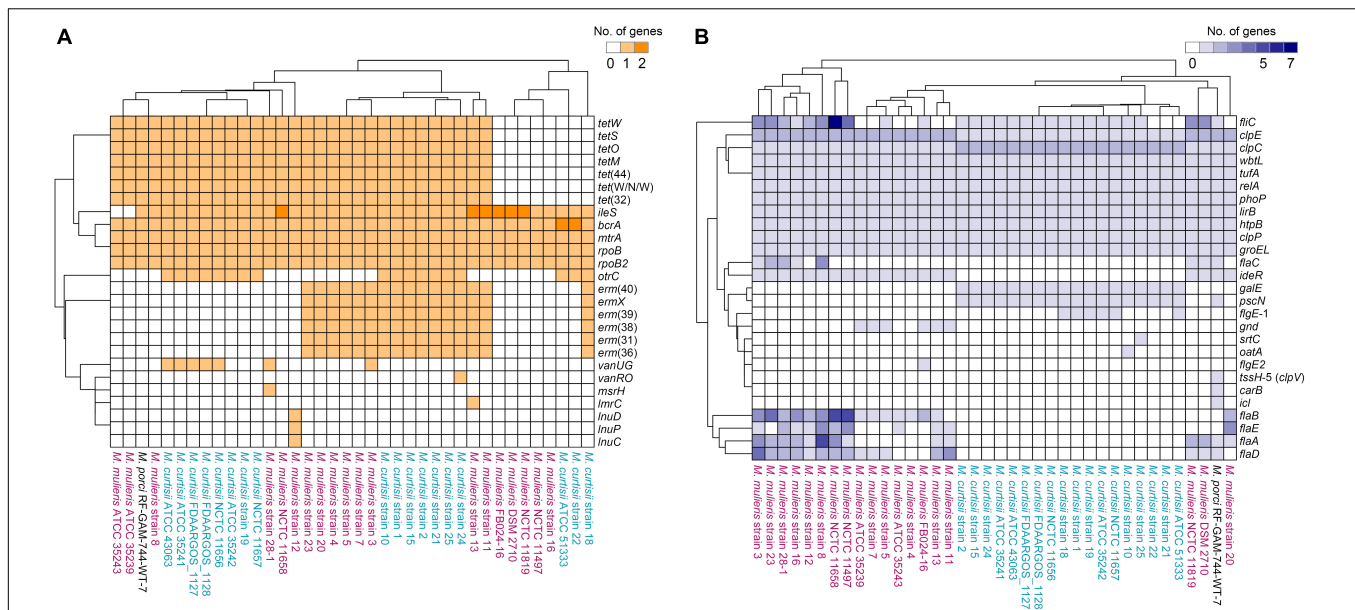 A
No. of genes
0 1 2
tetW
tetS
tetO
tetM
tet(44)
tet(W/N/W)
tet(32)
ileS
bcrA
mtrA
rpoB
rpoB2
otrC
erm(40)
ermX
erm(39)
erm(38)
erm(31)
erm(36)
vanUG
vanRO
msrH
lmrC
lnuD
lnuP
lnuC
M. mulieris ATCC 35243
M. mulieris ATCC 35239
M. porci RF-GAM-744-WT-7
M. mulieris strain 8
M. curtisii ATCC 43063
M. curtisii ATCC 35241
M. curtisii FDAARGOS_1127
M. curtisii FDAARGOS_1128
M. curtisii NCTC 11656
M. curtisii ATCC 35242
M. curtisii strain 19
M. curtisii NCTC 11657
M. mulieris strain 28-1
M. mulieris NCTC 11658
M. mulieris strain 12
M. mulieris strain 23
M. mulieris strain 20
M. mulieris strain 4
M. mulieris strain 5
M. mulieris strain 7
M. mulieris strain 3
M. curtisii strain 10
M. curtisii strain 1
M. curtisii strain 15
M. curtisii strain 2
M. curtisii strain 21
M. curtisii strain 24
M. mulieris strain 13
M. mulieris strain 11
M. mulieris FB024-16
M. mulieris DSM 2710
M. mulieris NCTC 11819
M. mulieris NCTC 11497
M. mulieris strain 16
M. curtisii ATCC 51333
M. curtisii strain 22
M. curtisii strain 18
B
No. of genes
0 5 7
fliC
clpE
clpC
wbtL
tufA
relA
phoP
lirB
htpB
clpP
groEL
flaC
ideR
galE
pscN
flgE-1
gnd
srtC
oatA
flgE2
tssH-5 (clpV)
carB
icl
flaB
flaE
flaA
flaD
M. mulieris strain 3
M. mulieris strain 23
M. mulieris strain 28-1
M. mulieris strain 16
M. mulieris strain 12
M. mulieris strain 8
M. mulieris NCTC 11658
M. mulieris NCTC 11497
M. mulieris ATCC 35239
M. mulieris strain 7
M. mulieris strain 5
M. mulieris ATCC 35243
M. mulieris strain 4
M. mulieris FB024-16
M. mulieris strain 13
M. mulieris strain 11
M. curtisii strain 2
M. curtisii strain 15
M. curtisii strain 24
M. curtisii ATCC 35241
M. curtisii ATCC 43063
M. curtisii FDAARGOS_1127
M. curtisii FDAARGOS_1128
M. curtisii NCTC 11656
M. curtisii strain 18
M. curtisii strain 1
M. curtisii strain 19
M. curtisii ATCC 35242
M. curtisii NCTC 11657
M. curtisii strain 10
M. curtisii strain 22
M. curtisii strain 21
M. curtisii ATCC 51333
M. mulieris NCTC 11819
M. mulieris DSM 2710
M. porci RF-GAM-744-WT-7
M. mulieris strain 20